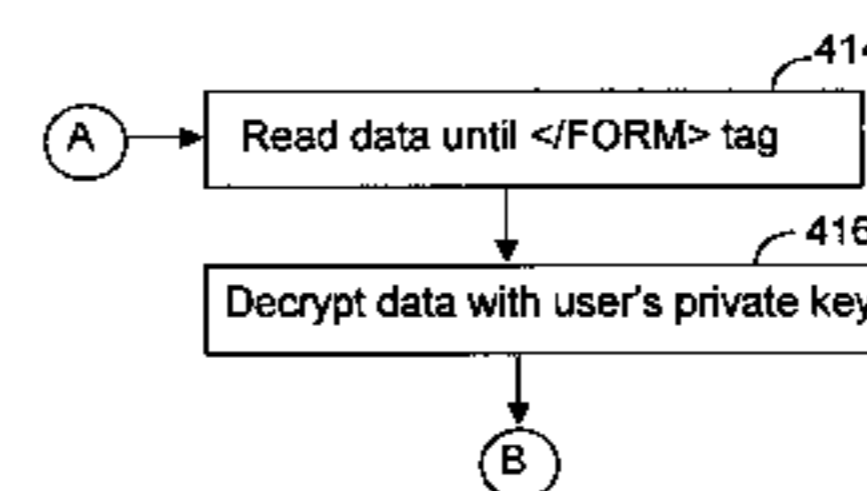 414
A
Read data until </FORM> tag
416
Decrypt data with user's private key
B